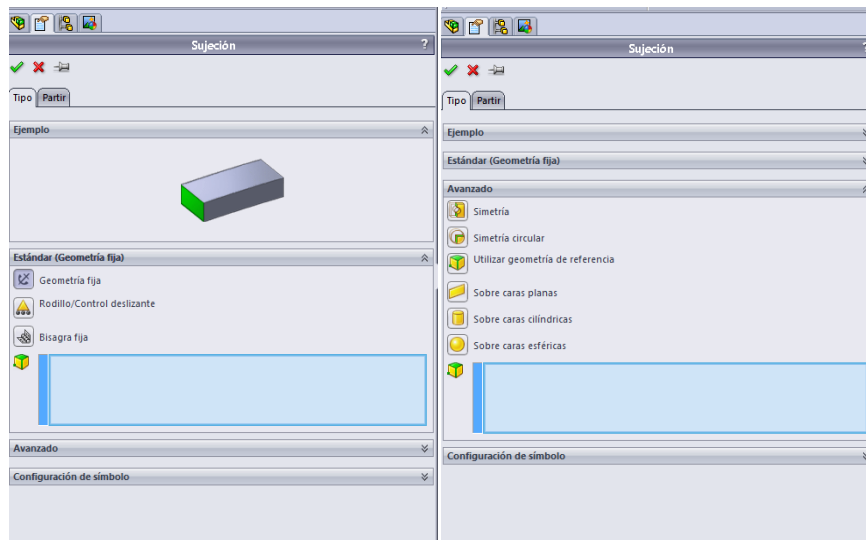 Sujeción ?
Tipo Partir
Ejemplo
Estándar (Geometría fija)
Geometría fija
Rodillo/Control deslizante
Bisagra fija
Avanzado
Configuración de símbolo
Sujeción ?
Tipo Partir
Ejemplo
Estándar (Geometría fija)
Avanzado
Simetría
Simetría circular
Utilizar geometría de referencia
Sobre caras planas
Sobre caras cilíndricas
Sobre caras esféricas
Configuración de símbolo